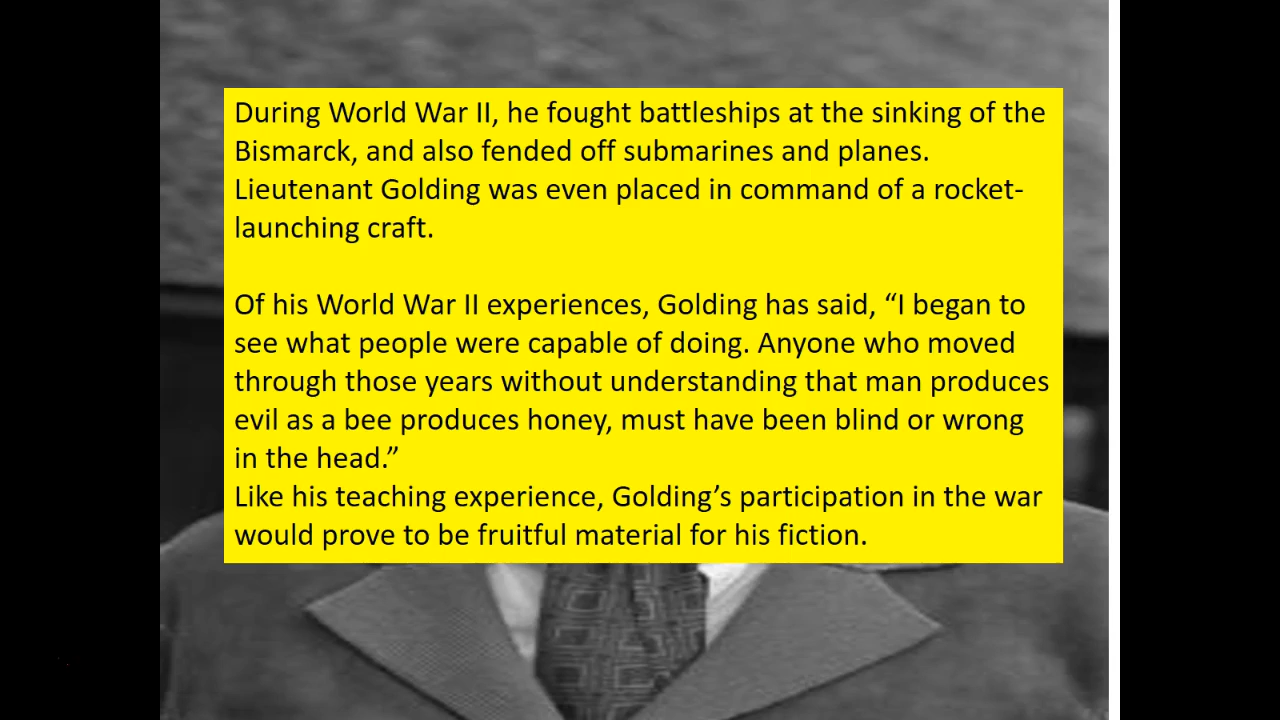 During World War II, he fought battleships at the sinking of the
Bismarck, and also fended off submarines and planes.
Lieutenant Golding was even placed in command of a rocket-
launching craft.
Of his World War II experiences, Golding has said, “I began to
see what people were capable of doing. Anyone who moved
through those years without understanding that man produces
evil as a bee produces honey, must have been blind or wrong
in the head.”
Like his teaching experience, Golding’s participation in the war
would prove to be fruitful material for his fiction.